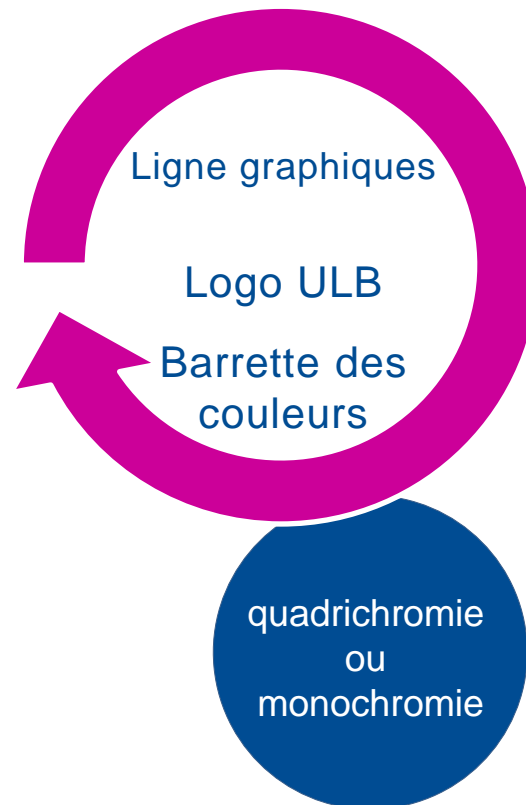 Ligne graphiques
Logo ULB
Barrette des
couleurs
quadrichromie
ou
monochromie